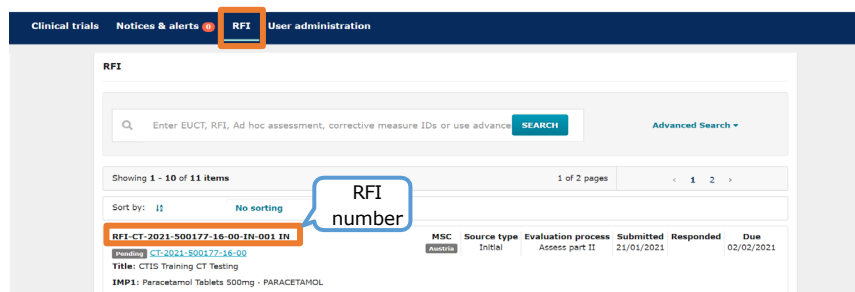 Clinical trials Notices & alerts 0 RFI User administration
RFI
Enter EUCT, RFI, Ad hoc assessment, corrective measure IDs or use advance SEARCH Advanced Search
Showing 1 - 10 of 11 items 1 of 2 pages ‹ 1 2 ›
RFI
number
Sort by: No sorting
RFI-CT-2021-500177-16-00-IN-001 IN MSC Source type Evaluation process Submitted Responded Due
Pending CT-2021-500177-16-00 Austria Initial Assess part II 21/01/2021 02/02/2021
Title: CTIS Training CT Testing
IMP1: Paracetamol Tablets 500mg - PARACETAMOL